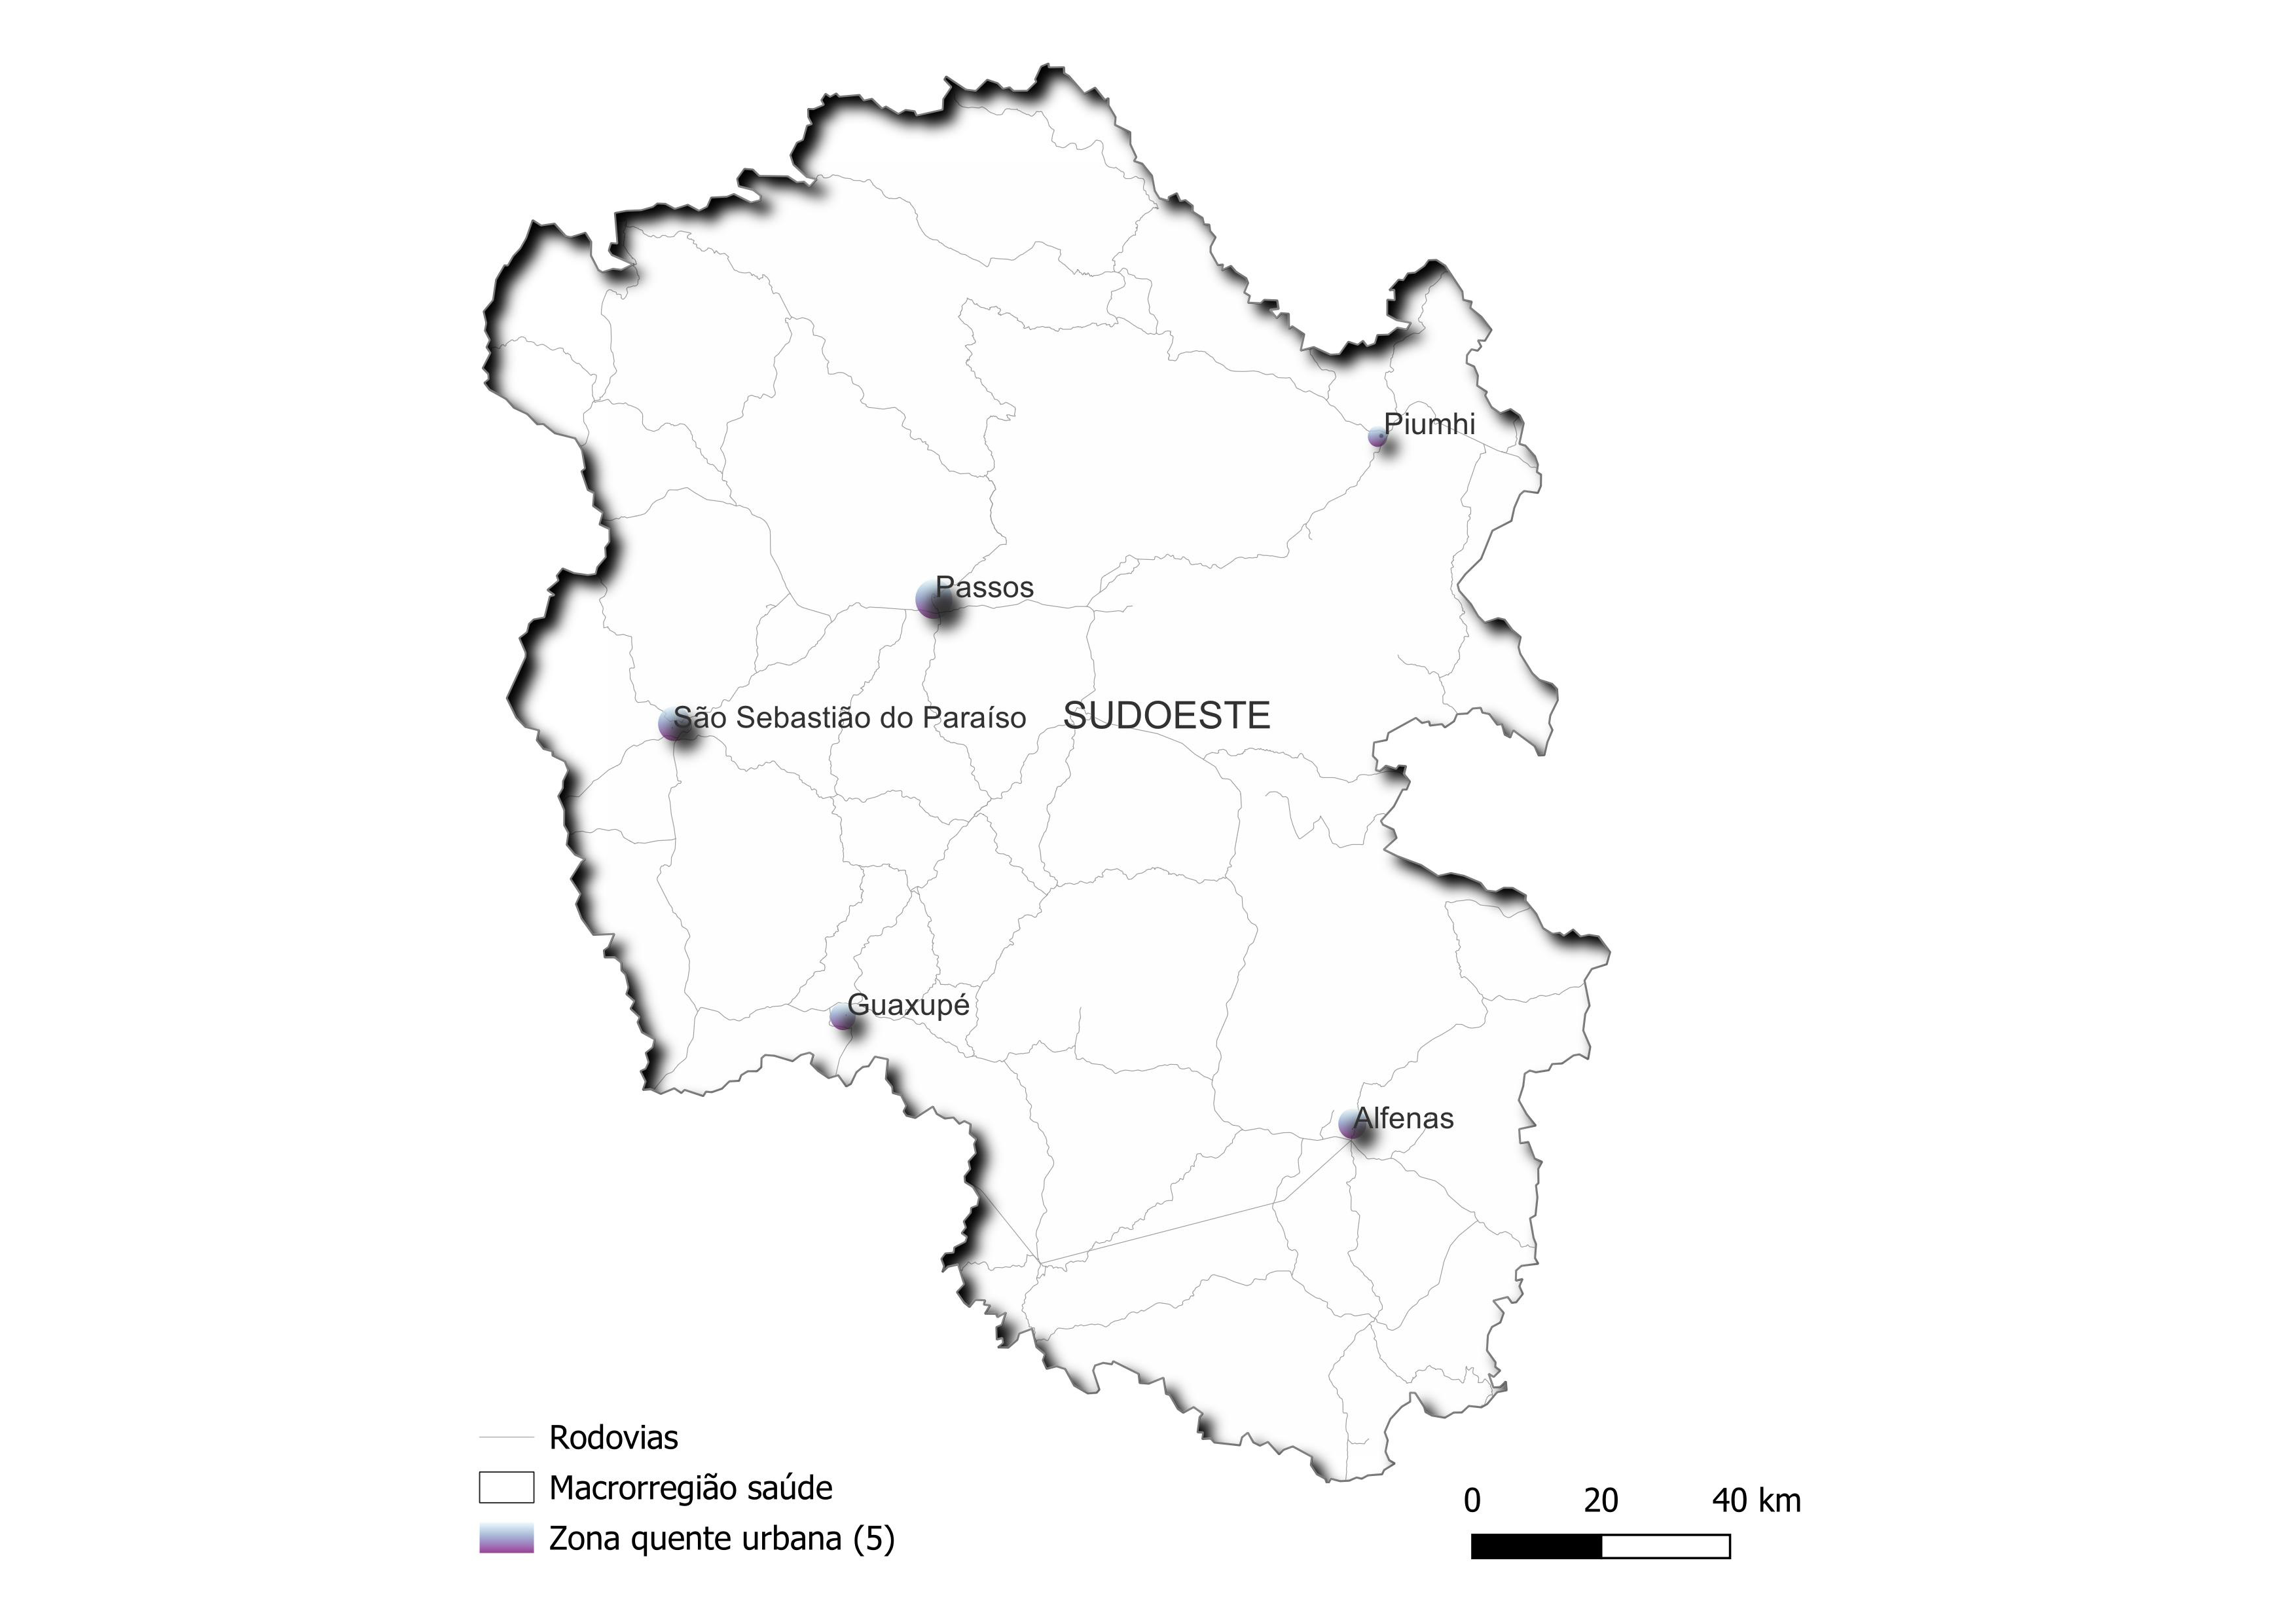 Piumhi
Passos
São Sebastião do Paraíso
SUDOESTE
Guaxupé
Alfenas
Rodovias
Macrorregião saúde
Zona quente urbana (5)
0 20 40 km